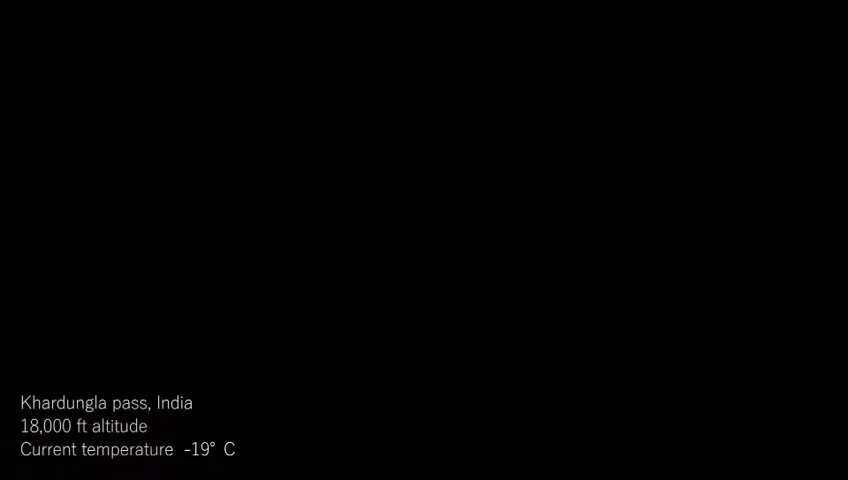 Khardungla pass, India
18,000 ft altitude
Current temperature -19° C